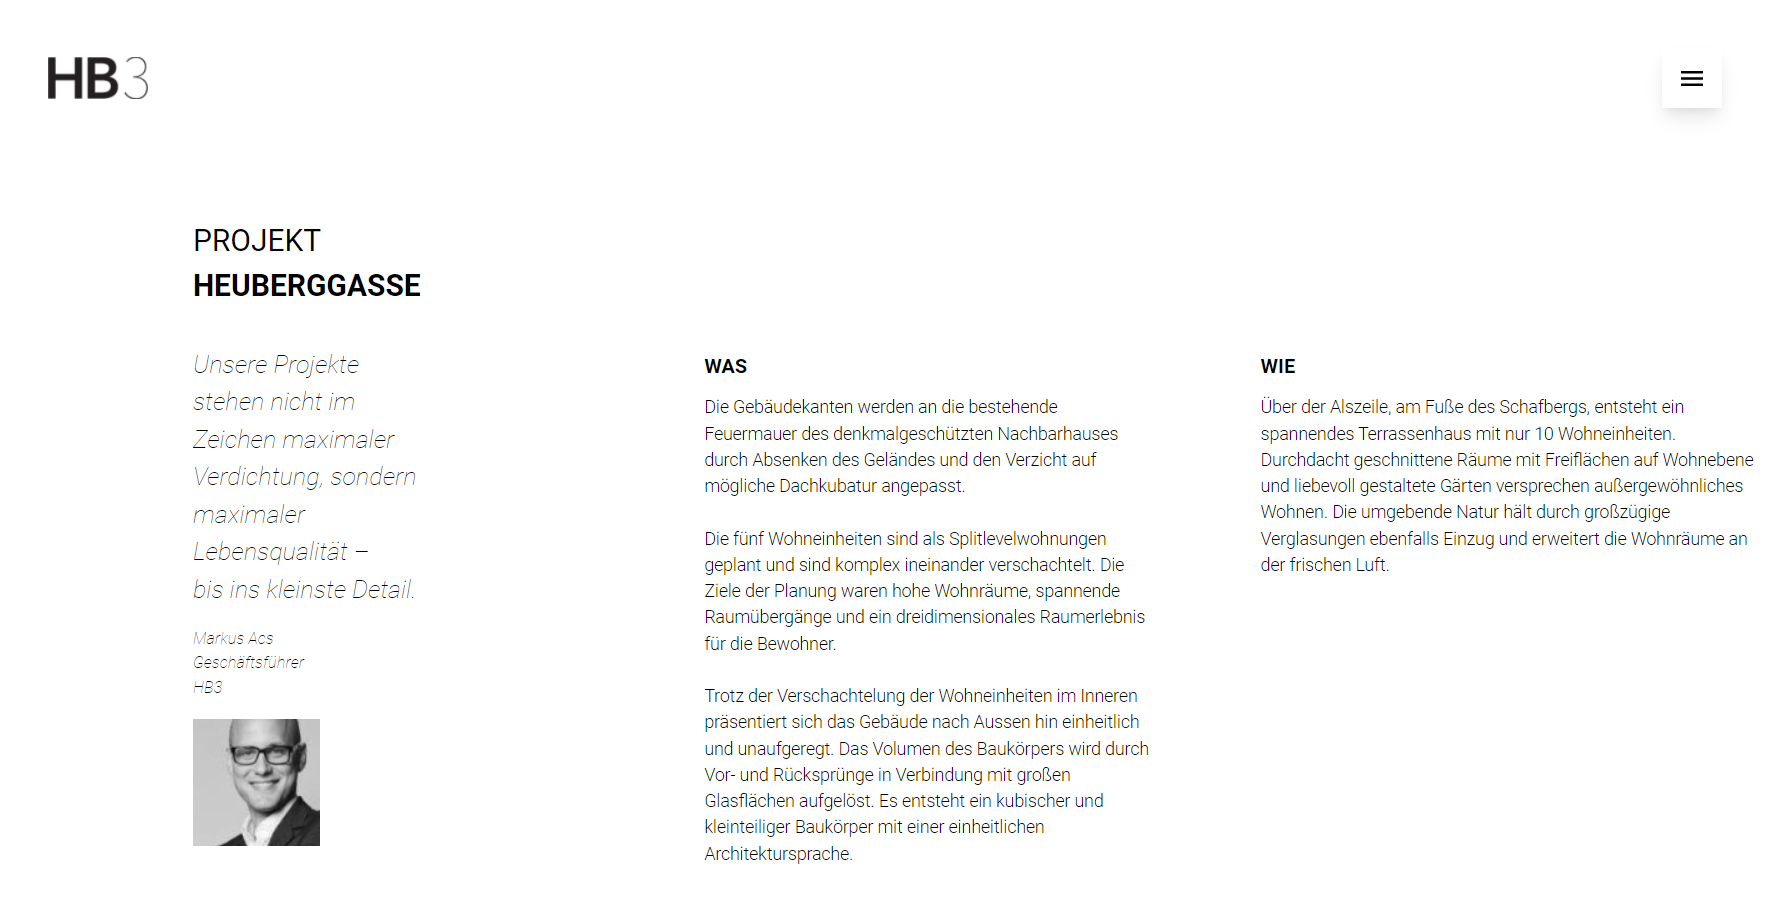 HB3
PROJEKT
HEUBERGGASSE
Unsere Projekte
stehen nicht im
Zeichen maximaler
Verdichtung, sondern
maximaler
Lebensqualität –
bis ins kleinste Detail.
Markus Acs
Geschäftsführer
HB3
WAS
Die Gebäudekanten werden an die bestehende
Feuermauer des denkmalgeschützten Nachbarhauses
durch Absenken des Geländes und den Verzicht auf
mögliche Dachkubatur angepasst.
Die fünf Wohneinheiten sind als Splitlevelwohnungen
geplant und sind komplex ineinander verschachtelt. Die
Ziele der Planung waren hohe Wohnräume, spannende
Raumübergänge und ein dreidimensionales Raumerlebnis
für die Bewohner.
Trotz der Verschachtelung der Wohneinheiten im Inneren
präsentiert sich das Gebäude nach Aussen hin einheitlich
und unaufgeregt. Das Volumen des Baukörpers wird durch
Vor- und Rücksprünge in Verbindung mit großen
Glasflächen aufgelöst. Es entsteht ein kubischer und
kleinteiliger Baukörper mit einer einheitlichen
Architektursprache.
WIE
Über der Alszeile, am Fuße des Schafbergs, entsteht ein
spannendes Terrassenhaus mit nur 10 Wohneinheiten.
Durchdacht geschnittene Räume mit Freiflächen auf Wohnebene
und liebevoll gestaltete Gärten versprechen außergewöhnliches
Wohnen. Die umgebende Natur hält durch großzügige
Verglasungen ebenfalls Einzug und erweitert die Wohnräume an
der frischen Luft.